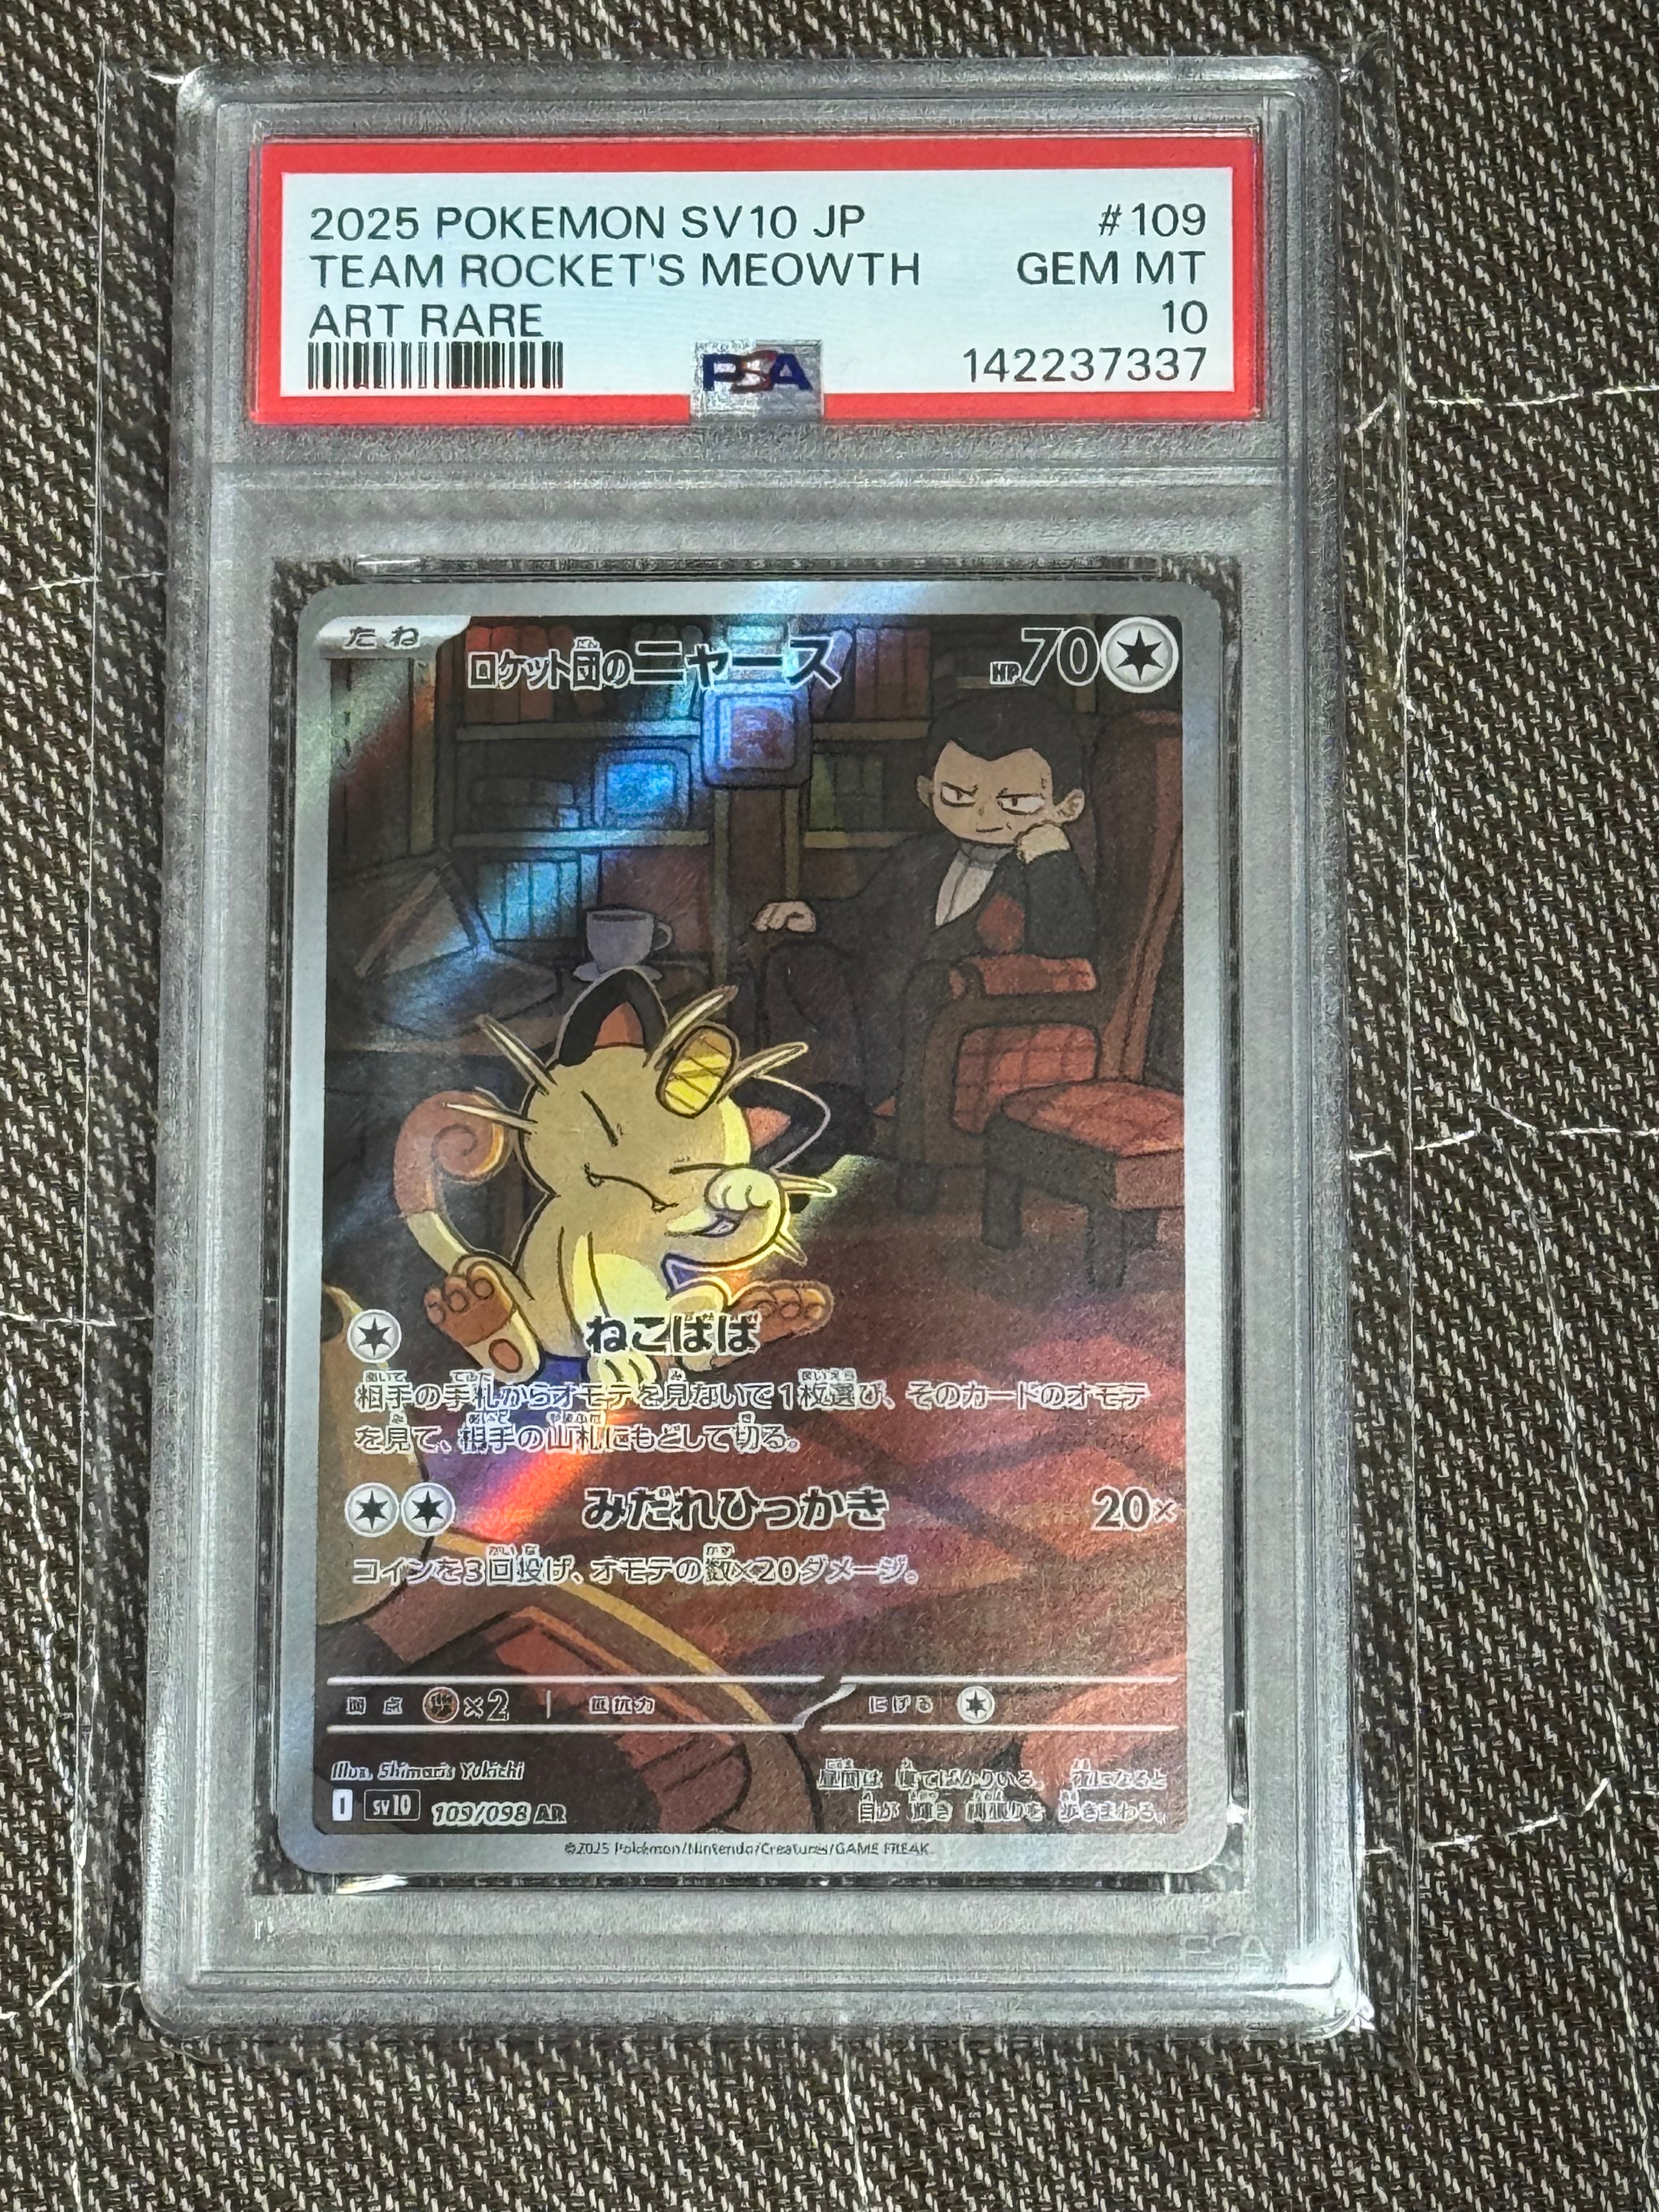 2025 POKEMON SV10 JP #109
TEAM ROCKET'S MEOWTH GEM MT
ART RARE 10
PSA 142237337
たね ロケット団のニャース HP70
R
ねこばば
相手の手札からオモテを見ないで1枚選び、そのカードのオモテ
を見て、相手の山札にもどして切る。
みだれひっかき 20×
コインを3回投げ、オモテの数×20ダメージ。
弱点 ×2 抵抗力 にげる
Illus. Shimaris Yukichi
昼間は 寝てばかりいる。 夜になると
目が 輝き 縄張りを 歩きまわる。
I SV10 109/098 AR
©2025 Pokémon/Nintendo/Creatures/GAME FREAK.
PSA